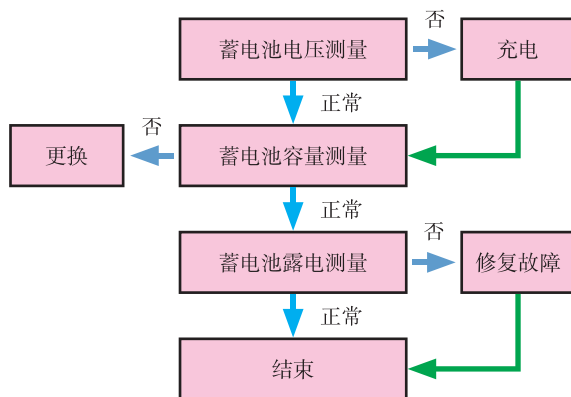 蓄电池电压测量
否
充电
正常
否
更换
蓄电池容量测量
正常
否
蓄电池露电测量
修复故障
正常
结束